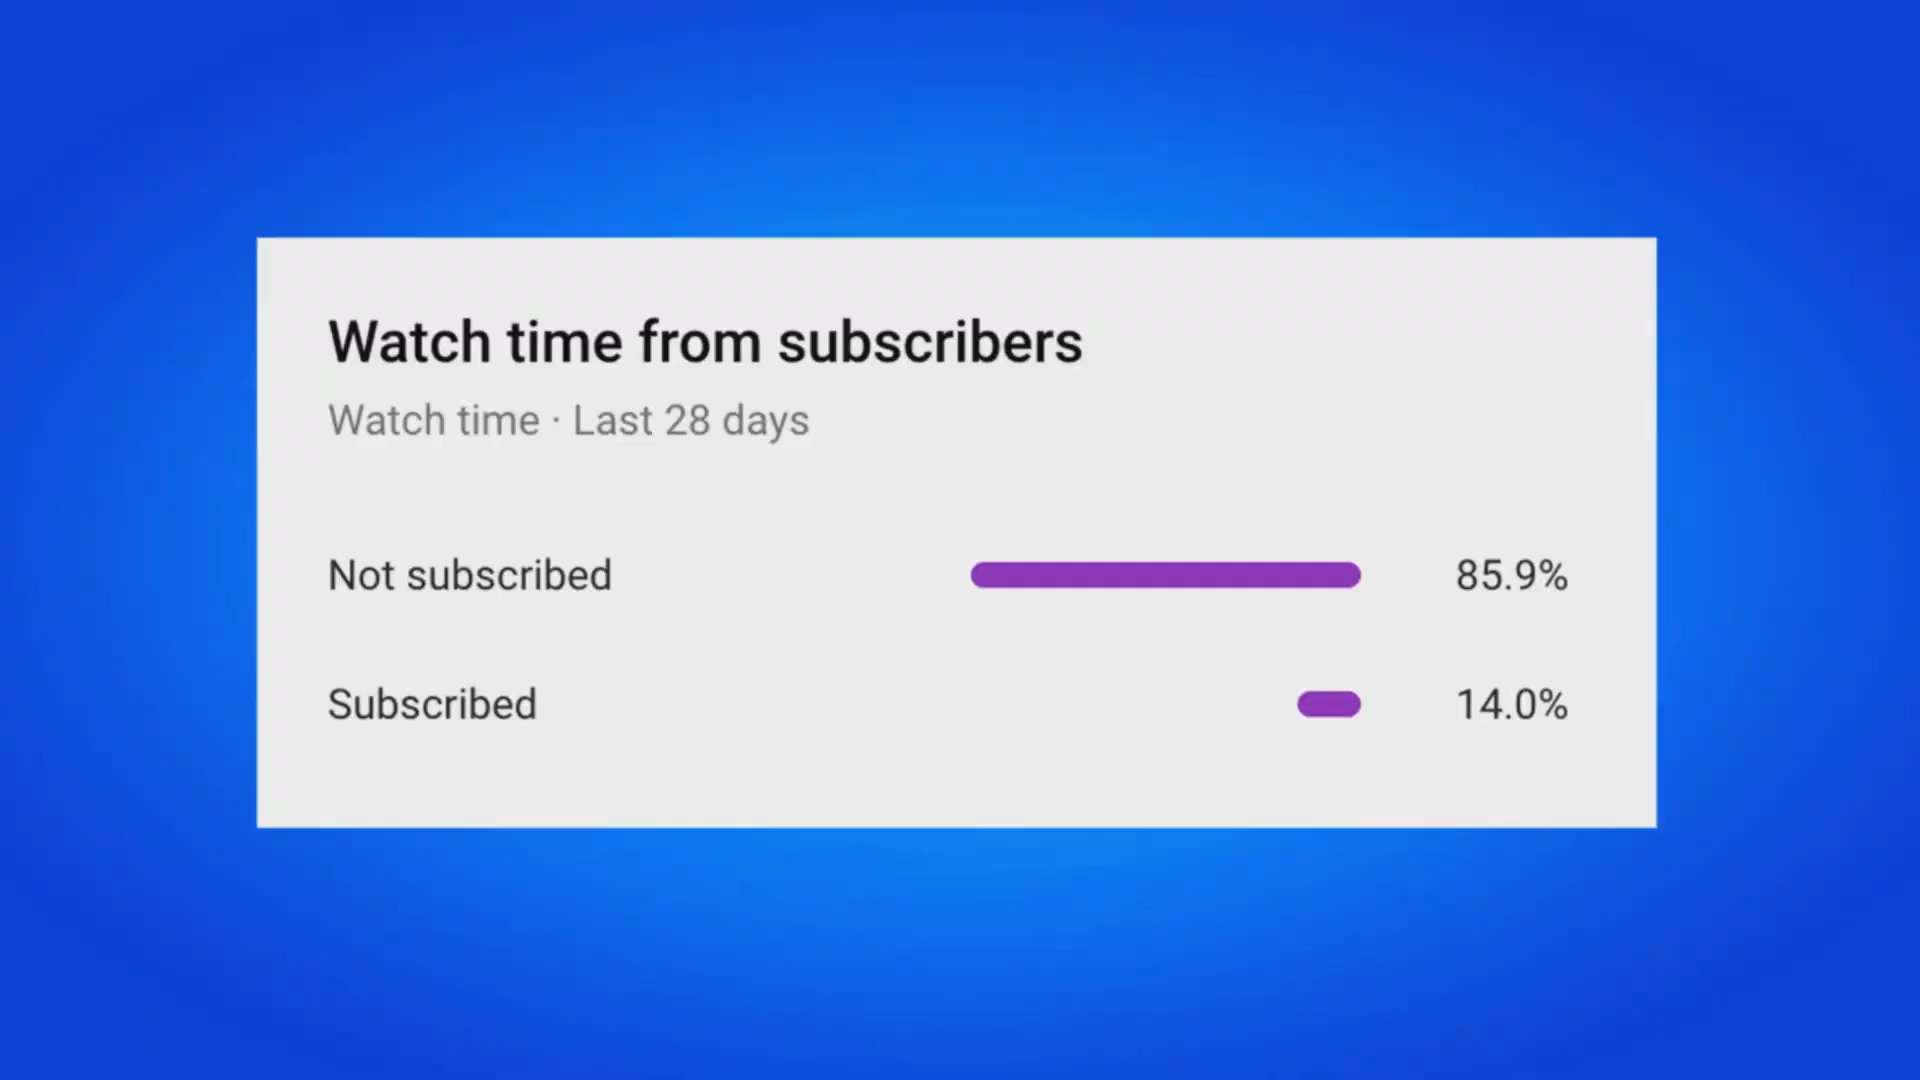 Watch time from subscribers
Watch time · Last 28 days
Not subscribed 85.9%
Subscribed 14.0%